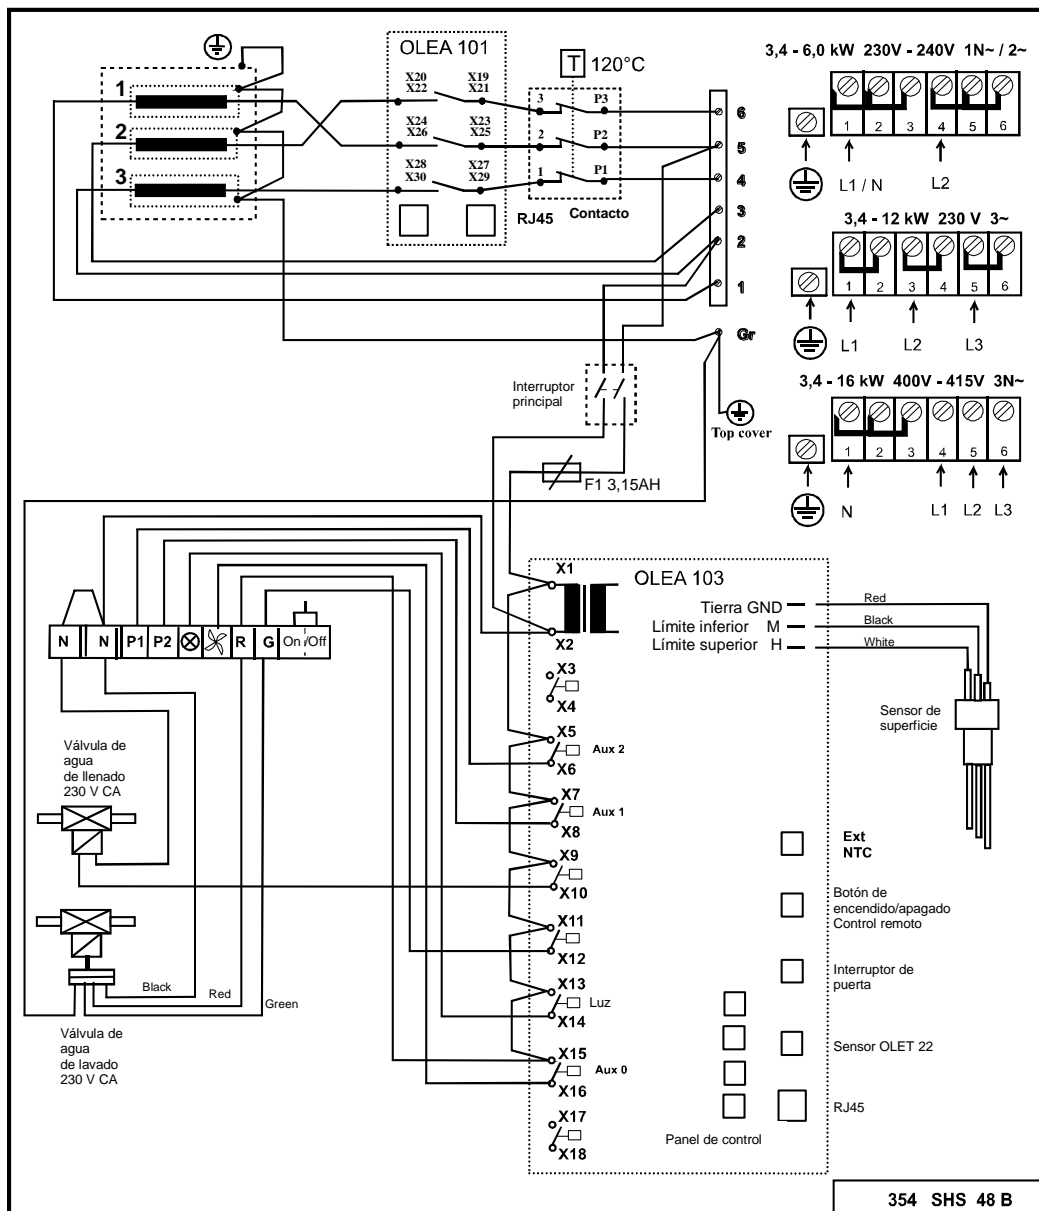 OLEA 101
X20
X22
X19
X21
X24
X26
X23
X25
X28
X30
X27
X29
RJ45
T 120°C
3
P3
2
P2
1
P1
Contacto
1
2
3
6
5
4
3
2
1
Gr
Top cover
Interruptor
principal
F1 3,15AH
3,4 - 6,0 kW 230V - 240V 1N~ / 2~
1 2 3 4 5 6
L1 / N L2
3,4 - 12 kW 230 V 3~
1 2 3 4 5 6
L1 L2 L3
3,4 - 16 kW 400V - 415V 3N~
1 2 3 4 5 6
N L1 L2 L3
N N P1 P2 R G On /Off
Válvula de
agua
de llenado
230 V CA
Black
Red
Green
Válvula de
agua
de lavado
230 V CA
OLEA 103
X1
X2
X3
X4
X5
Aux 2
X6
X7
Aux 1
X8
X9
X10
X11
X12
X13
Luz
X14
X15
Aux 0
X16
X17
X18
Tierra GND
Límite inferior M
Límite superior H
Red
Black
White
Sensor de
superficie
Ext
NTC
Botón de
encendido/apagado
Control remoto
Interruptor de
puerta
Sensor OLET 22
RJ45
Panel de control
354 SHS 48 B